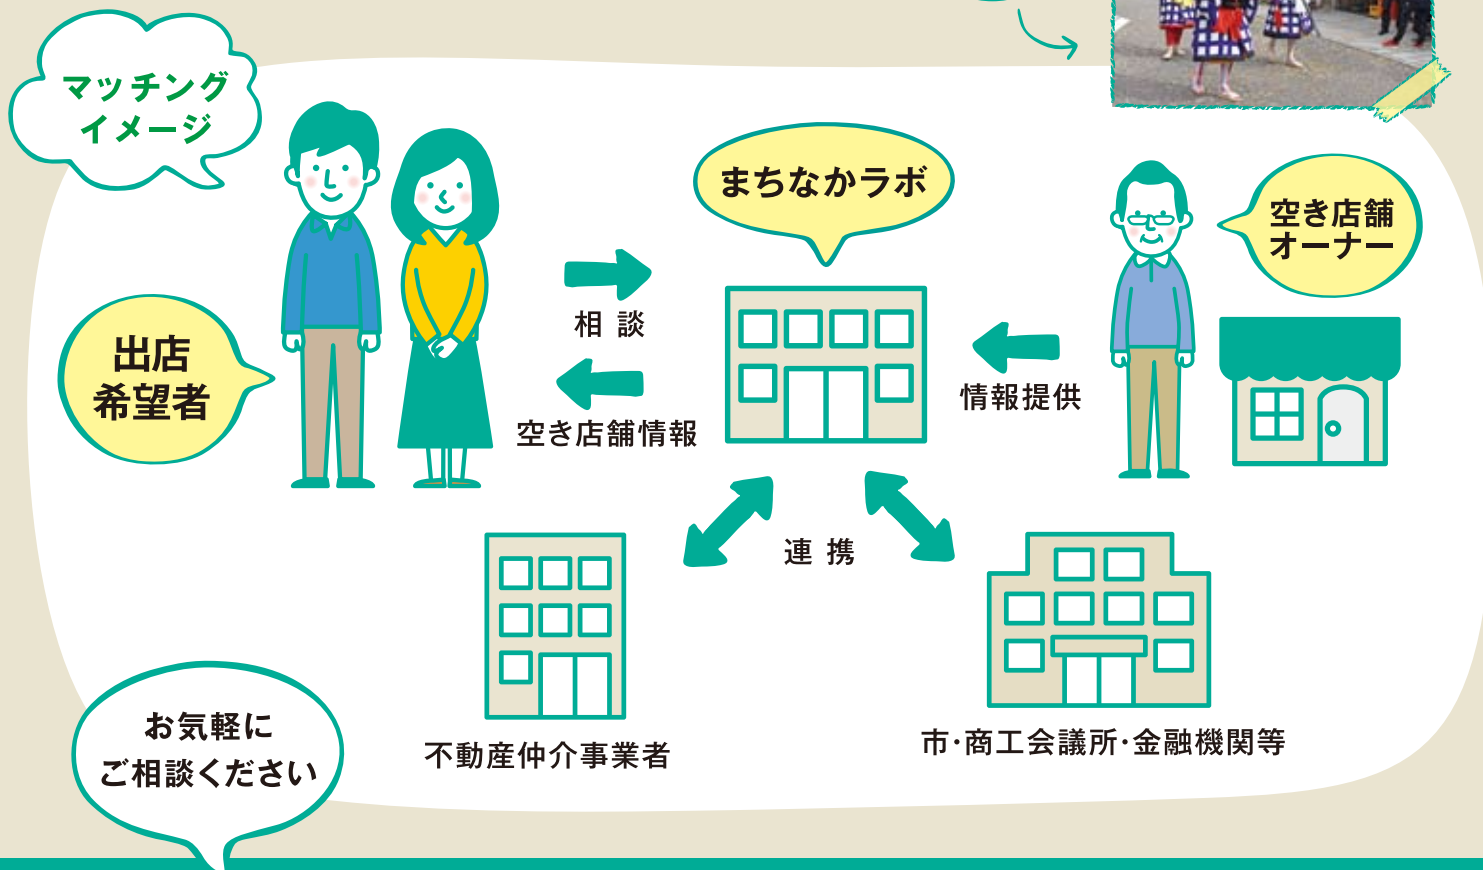 マッチング
イメージ
まちなかラボ
空き店舗
オーナー
出店
希望者
相談
空き店舗情報
情報提供
連携
不動産仲介事業者
市・商工会議所・金融機関等
お気軽に
ご相談ください